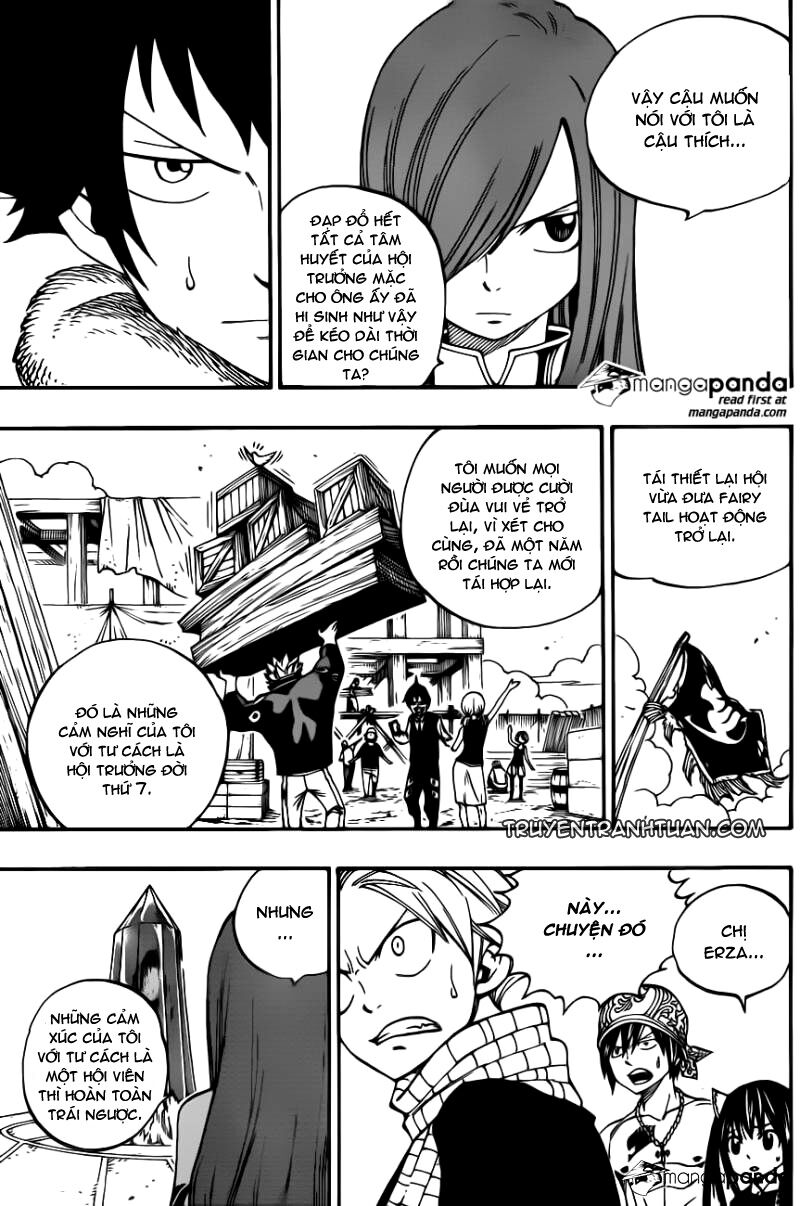 VẬY CẬU MUỐN
NÓI VỚI TÔI LÀ
CẬU THÍCH...
ĐẠP ĐỔ HẾT
TẤT CẢ TÂM
HUYẾT CỦA HỘI
TRƯỞNG MẶC
CHO ÔNG ẤY ĐÃ
HI SINH NHƯ VẬY
ĐỂ KÉO DÀI THỜI
GIAN CHO CHÚNG
TA?
mangapanda
read first at
mangapanda.com
TÁI THIẾT LẠI HỘI
VỪA ĐƯA FAIRY
TAIL HOẠT ĐỘNG
TRỞ LẠI.
TÔI MUỐN MỌI
NGƯỜI ĐƯỢC CƯỜI
ĐÙA VUI VẺ TRỞ
LẠI, VÌ XÉT CHO
CÙNG, ĐÃ MỘT NĂM
RỒI CHÚNG TA MỚI
TÁI HỢP LẠI.
ĐÓ LÀ NHỮNG
CẢM NGHĨ CỦA TÔI
VỚI TƯ CÁCH LÀ
HỘI TRƯỞNG ĐỜI
THỨ 7.
TRUYENTRANHTUAN.COM
CHỊ
ERZA...
NÀY...
CHUYỆN ĐÓ
...
NHƯNG
...
NHỮNG CẢM
XÚC CỦA TÔI
VỚI TƯ CÁCH LÀ
MỘT HỘI VIÊN
THÌ HOÀN TOÀN
TRÁI NGƯỢC.
mangapanda